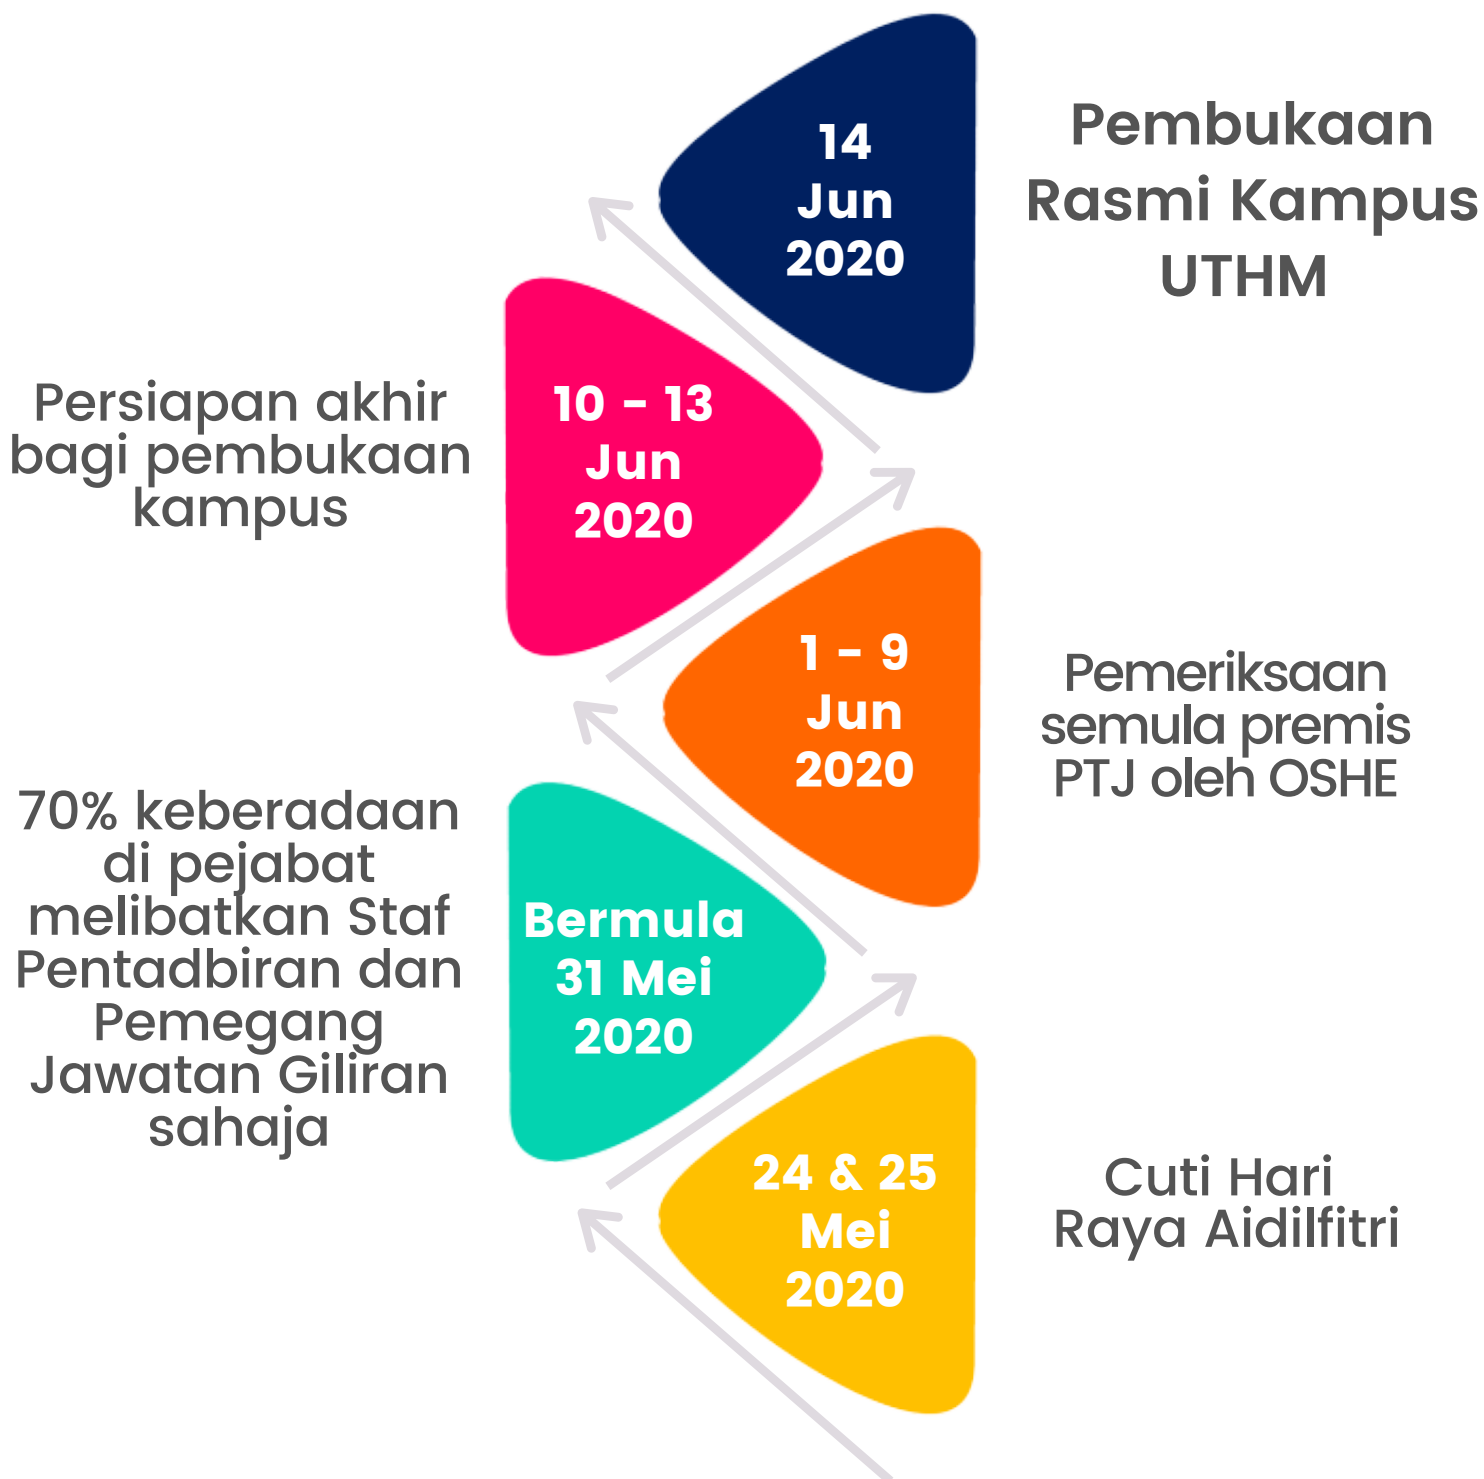 14
Jun
2020
Pembukaan
Rasmi Kampus
UTHM
Persiapan akhir
bagi pembukaan
kampus
10 - 13
Jun
2020
1 - 9
Jun
2020
Pemeriksaan
semula premis
PTJ oleh OSHE
70% keberadaan
di pejabat
melibatkan Staf
Pentadbiran dan
Pemegang
Jawatan Giliran
sahaja
Bermula
31 Mei
2020
24 & 25
Mei
2020
Cuti Hari
Raya Aidilfitri